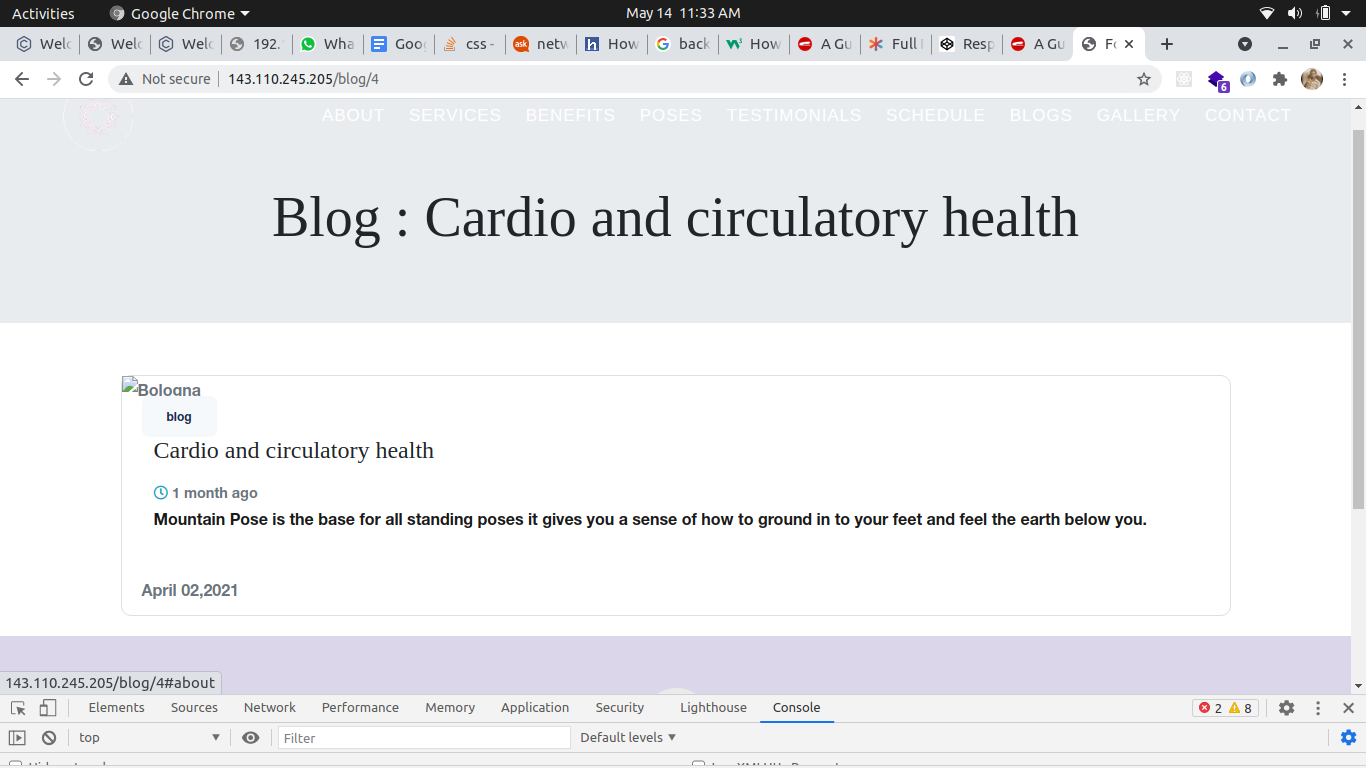 Activities Google Chrome May 14 11:33 AM
Welc Welc Welc 192. Wha Goog css - netw How back How A Gu Full Resp A Gu Fo
Not secure 143.110.245.205/blog/4 6
ABOUT SERVICES BENEFITS POSES TESTIMONIALS SCHEDULE BLOGS GALLERY CONTACT
Blog : Cardio and circulatory health
Bologna
blog
Cardio and circulatory health
1 month ago
Mountain Pose is the base for all standing poses it gives you a sense of how to ground in to your feet and feel the earth below you.
April 02,2021
143.110.245.205/blog/4#about
Elements Sources Network Performance Memory Application Security Lighthouse Console 2 8
top Filter Default levels